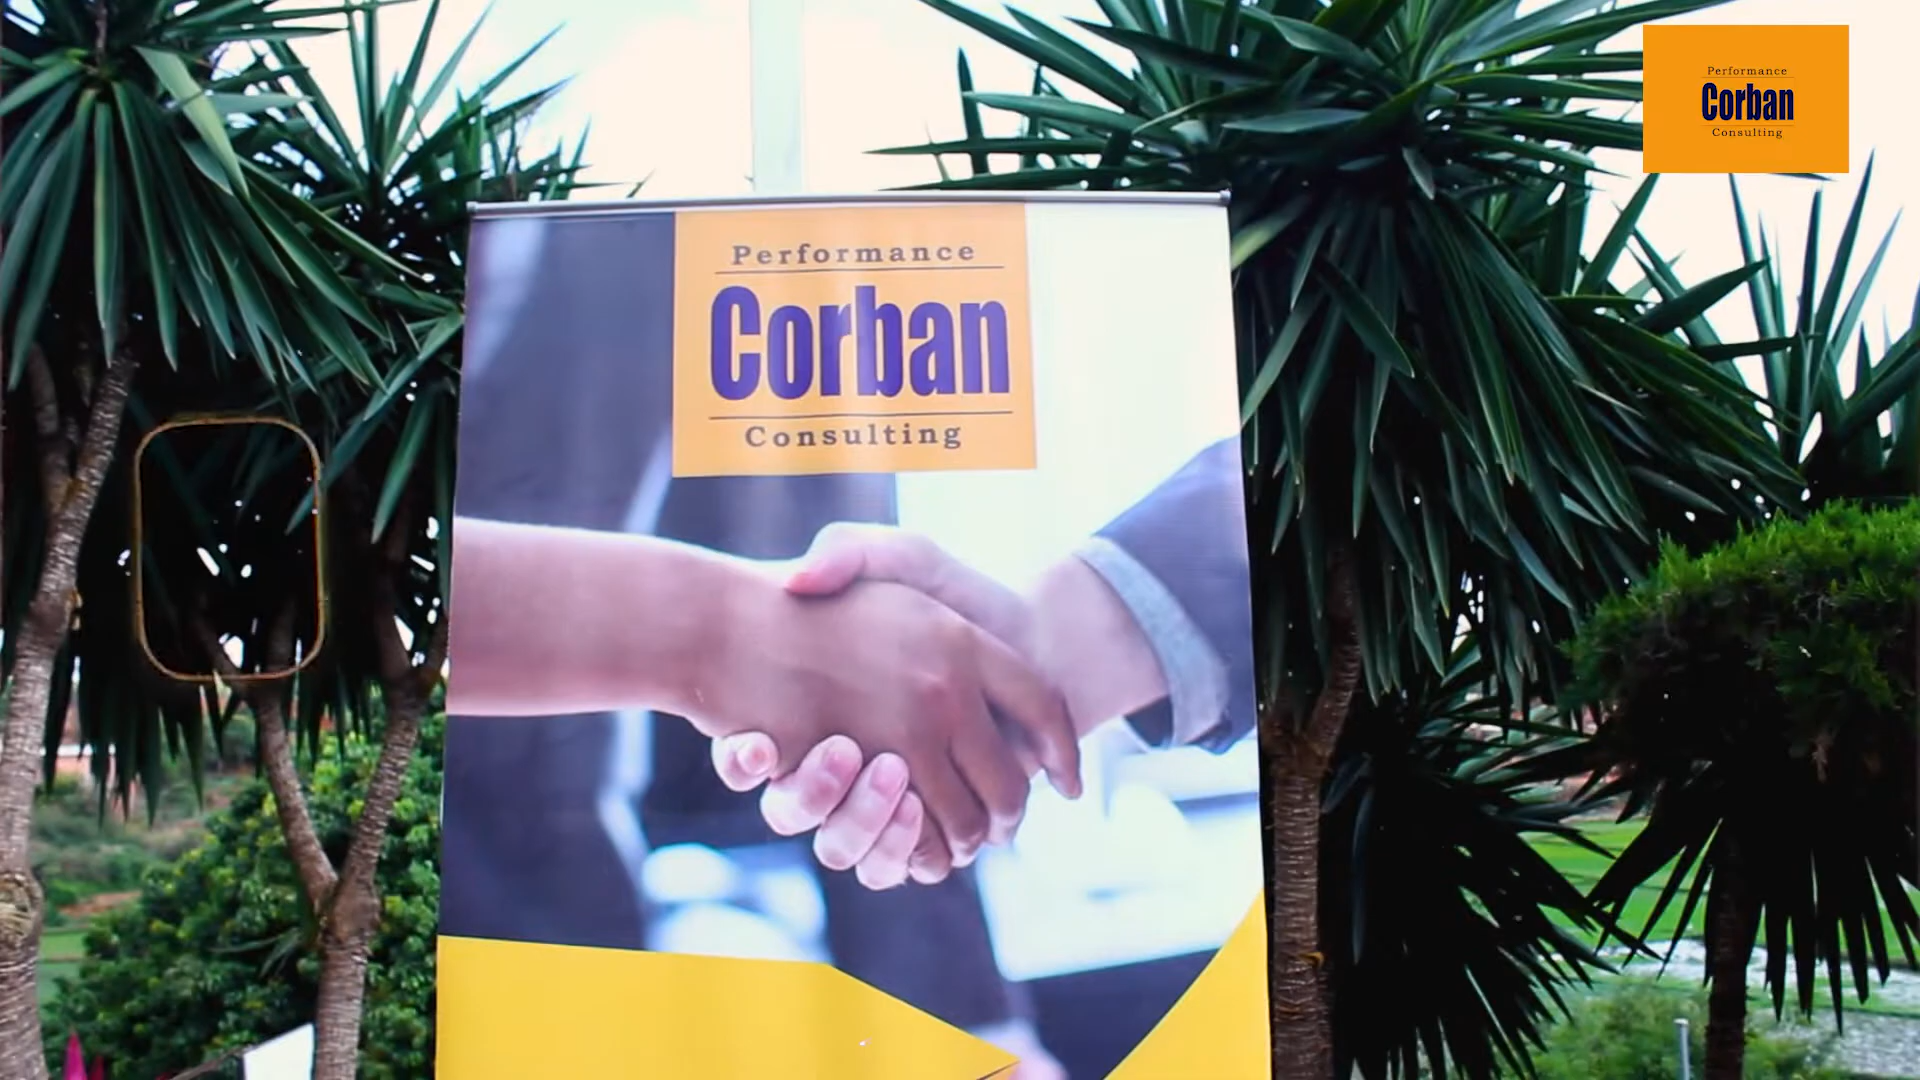 Performance
Corban
Consulting
Performance
Corban
Consulting